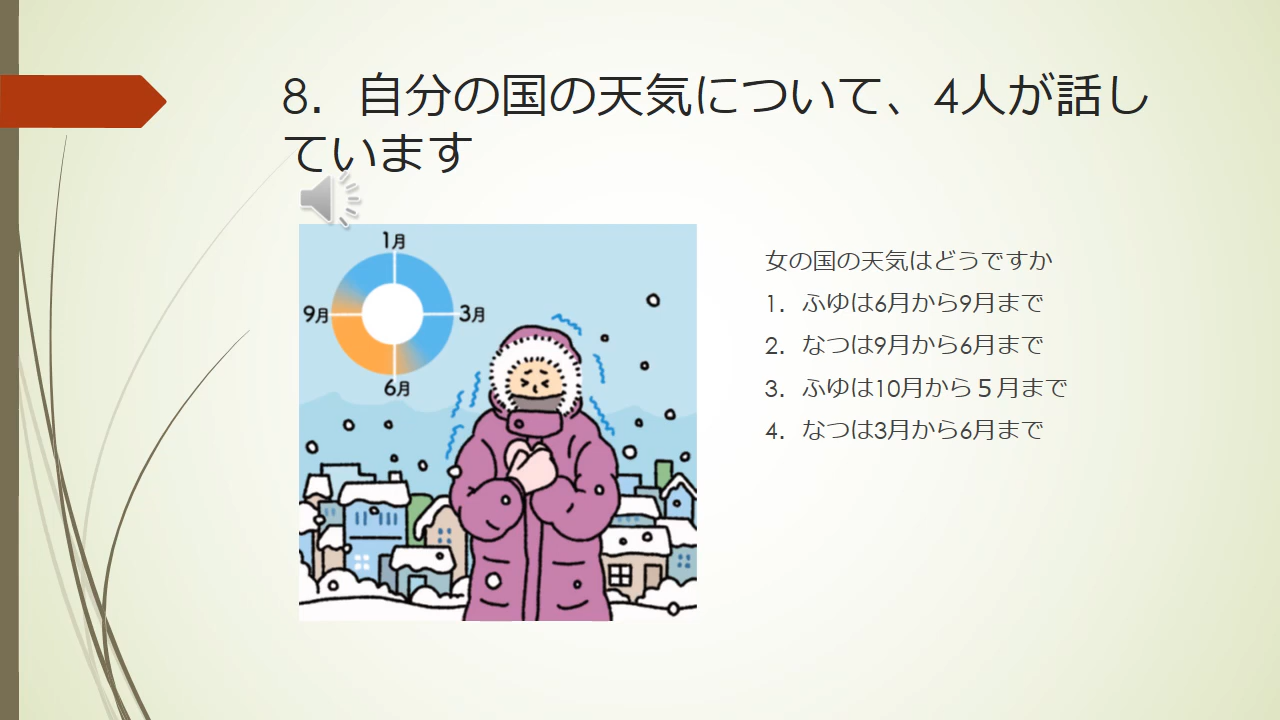 8．自分の国の天気について、4人が話し
ています
1月
3月
6月
9月
女の国の天気はどうですか
1．ふゆは6月から9月まで
2．なつは9月から6月まで
3．ふゆは10月から５月まで
4．なつは3月から6月まで